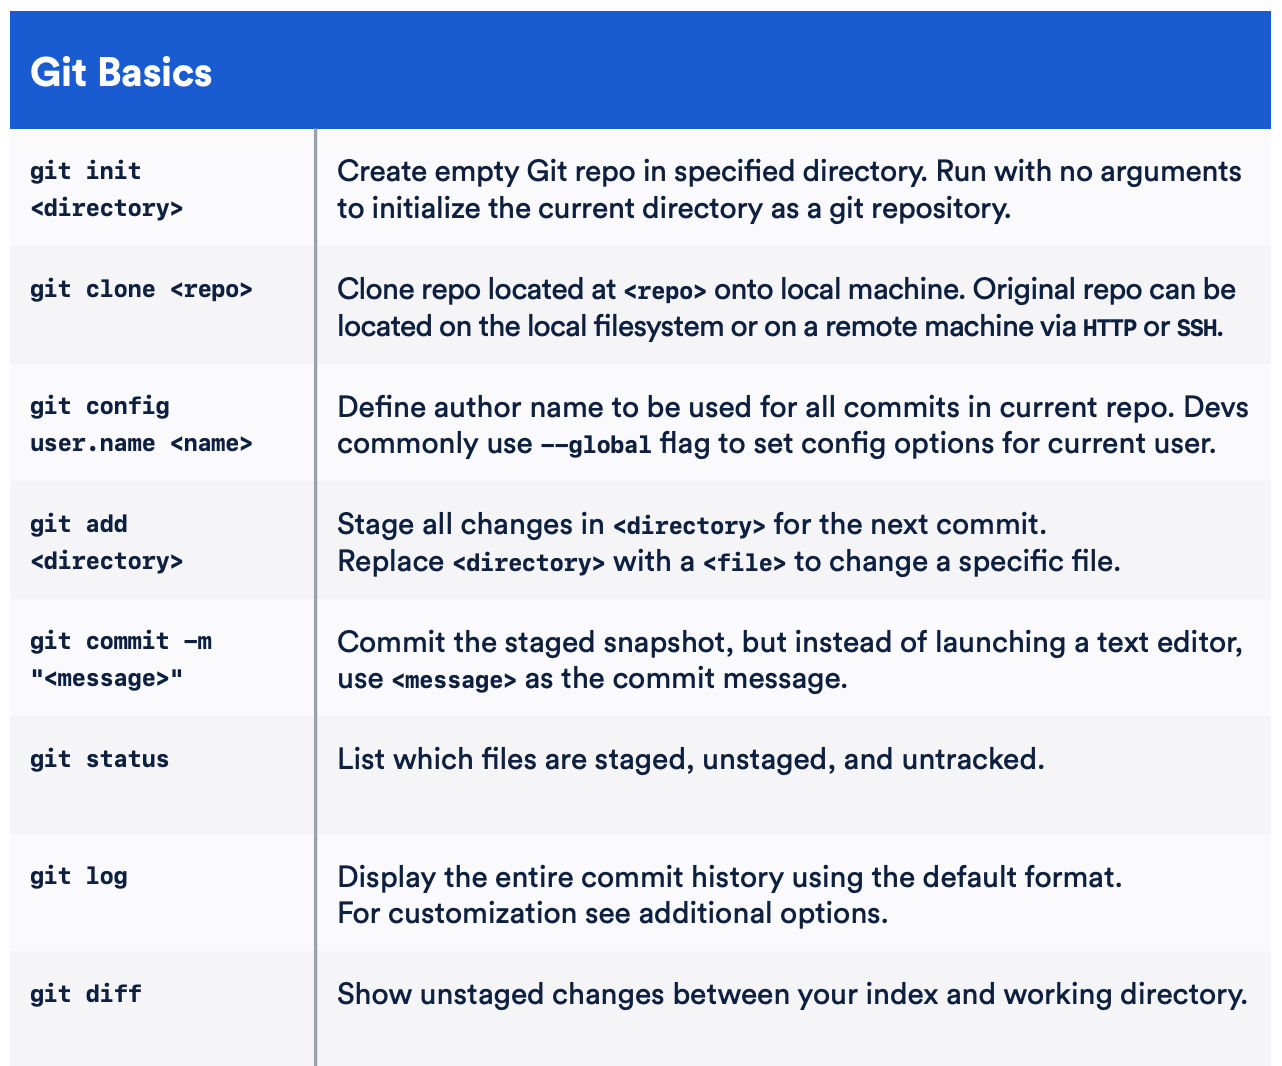 Git Basics
git init
<directory>
Create empty Git repo in specified directory. Run with no arguments
to initialize the current directory as a git repository.
git clone <repo>
Clone repo located at <repo> onto local machine. Original repo can be
located on the local filesystem or on a remote machine via HTTP or SSH.
git config
user.name <name>
Define author name to be used for all commits in current repo. Devs
commonly use --global flag to set config options for current user.
git add
<directory>
Stage all changes in <directory> for the next commit.
Replace <directory> with a <file> to change a specific file.
git commit -m
"<message>"
Commit the staged snapshot, but instead of launching a text editor,
use <message> as the commit message.
git status
List which files are staged, unstaged, and untracked.
git log
Display the entire commit history using the default format.
For customization see additional options.
git diff
Show unstaged changes between your index and working directory.